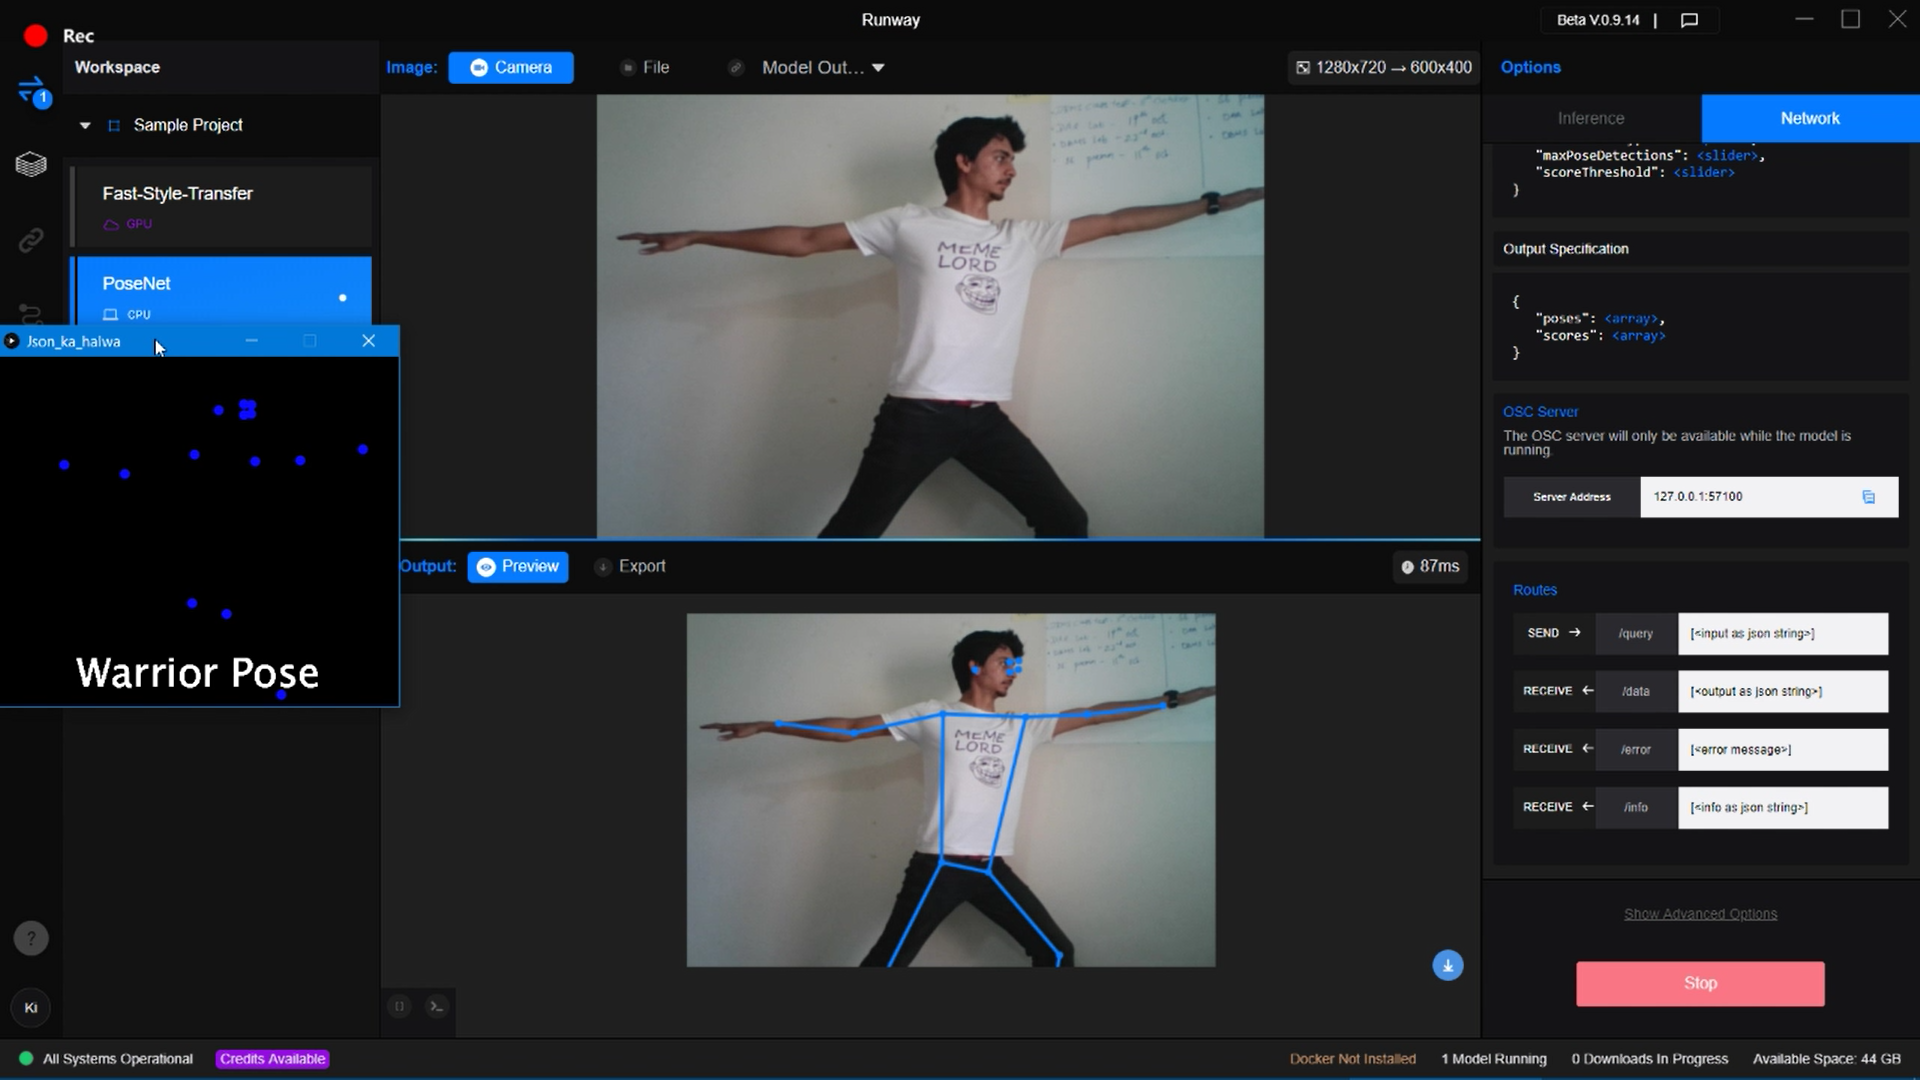 Rec
Runway
Beta V.0.9.14 |
Workspace
Image:
Camera
File
Model Out...
1280x720 → 600x400
Options
1
Sample Project
Inference
Network
Fast-Style-Transfer
GPU
PoseNet
CPU
"maxPoseDetections": <slider>,
"scoreThreshold": <slider>
}
Output Specification
{
"poses": <array>,
"scores": <array>
}
MEME
LORD
Json_ka_halwa
Warrior Pose
OSC Server
The OSC server will only be available while the model is
running.
Server Address
127.0.0.1:57100
Output:
Preview
Export
87ms
Routes
SEND → /query [<input as json string>]
RECEIVE ← /data [<output as json string>]
RECEIVE ← /error [<error message>]
RECEIVE ← /info [<info as json string>]
MEME
LORD
Show Advanced Options
Stop
?
Ki
All Systems Operational
Credits Available
Docker Not Installed
1 Model Running
0 Downloads In Progress
Available Space: 44 GB